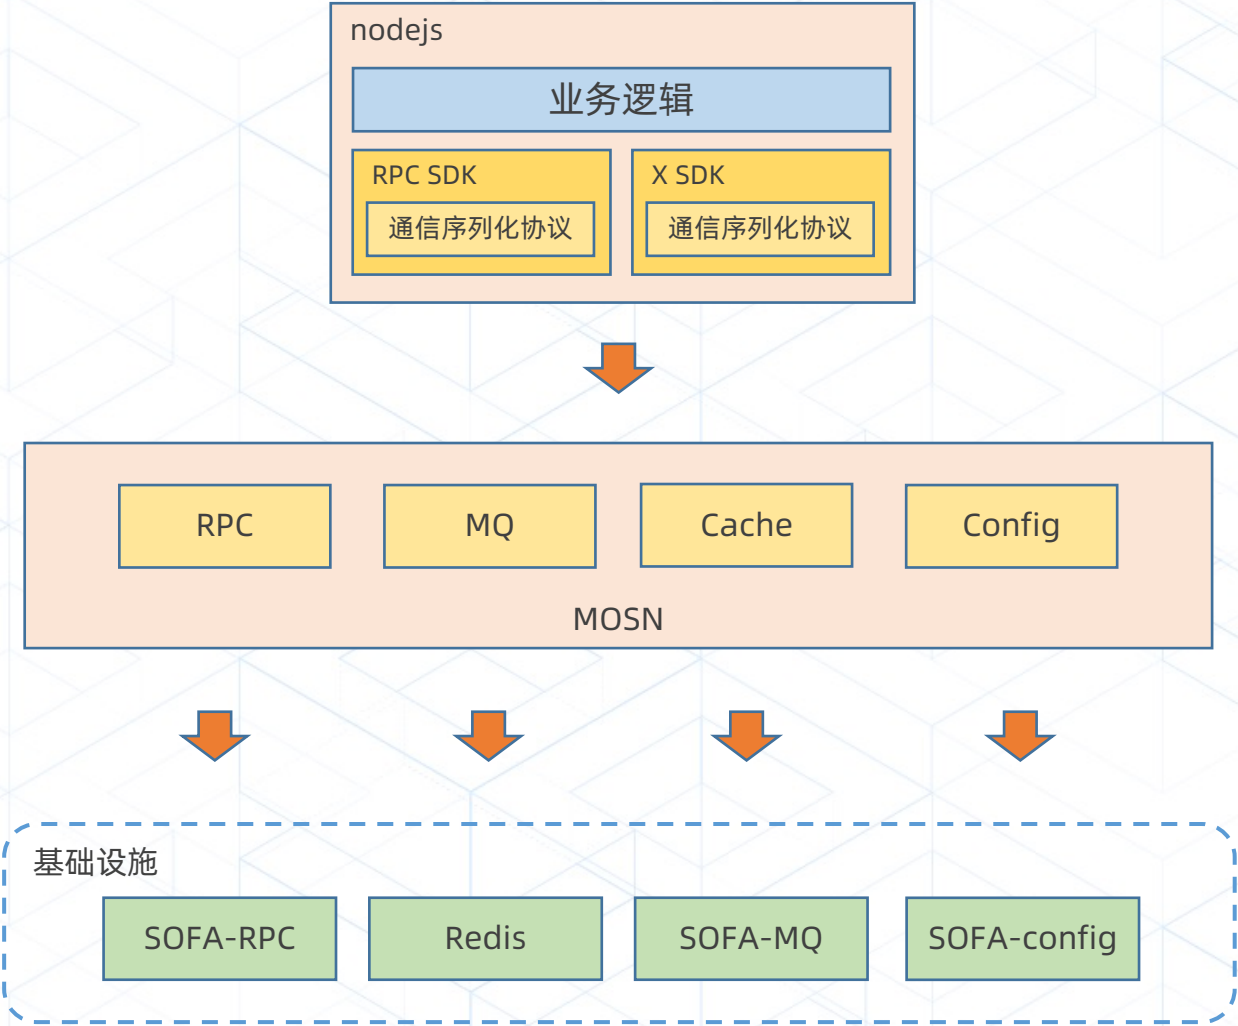 nodejs
业务逻辑
RPC SDK
通信序列化协议
X SDK
通信序列化协议
RPC
MQ
Cache
Config
MOSN
基础设施
SOFA-RPC
Redis
SOFA-MQ
SOFA-config